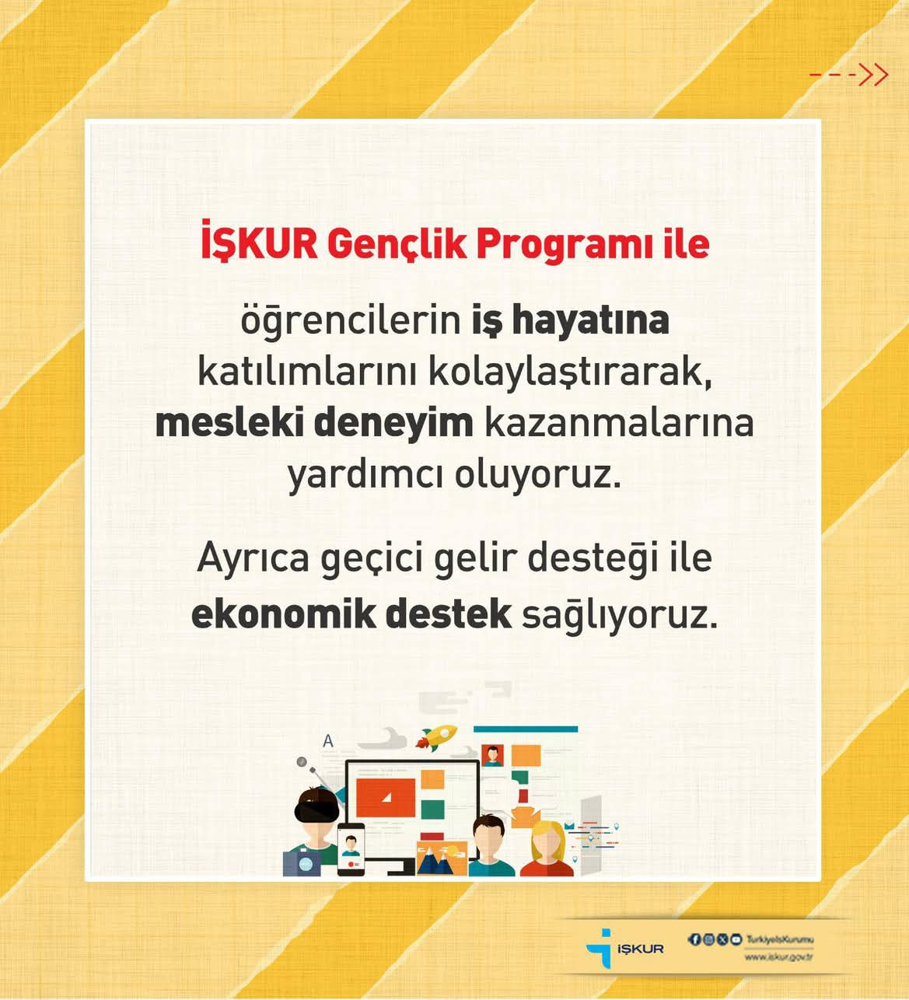 İŞKUR Gençlik Programı ile
öğrencilerin iş hayatına
katılımlarını kolaylaştırarak,
mesleki deneyim kazanmalarına
yardımcı oluyoruz.
Ayrıca geçici gelir desteği ile
ekonomik destek sağlıyoruz.
A
İŞKUR
TurkiyeIsKurumu
www.iskur.gov.tr